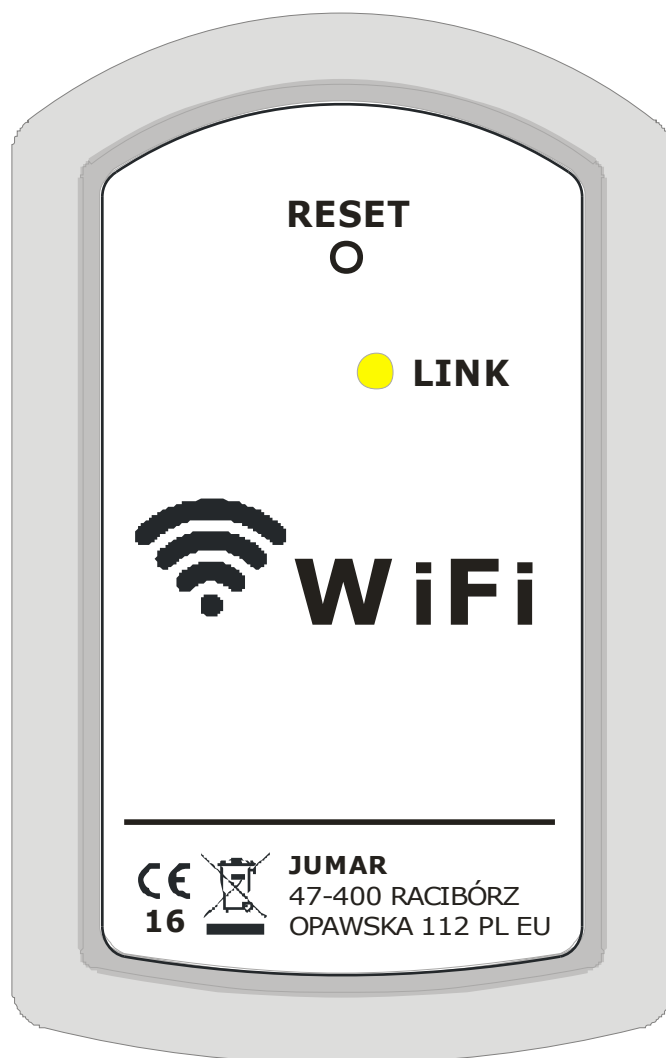 RESET
LINK
WiFi
CE
16
JUMAR
47-400 RACIBÓRZ
OPAWSKA 112 PL EU